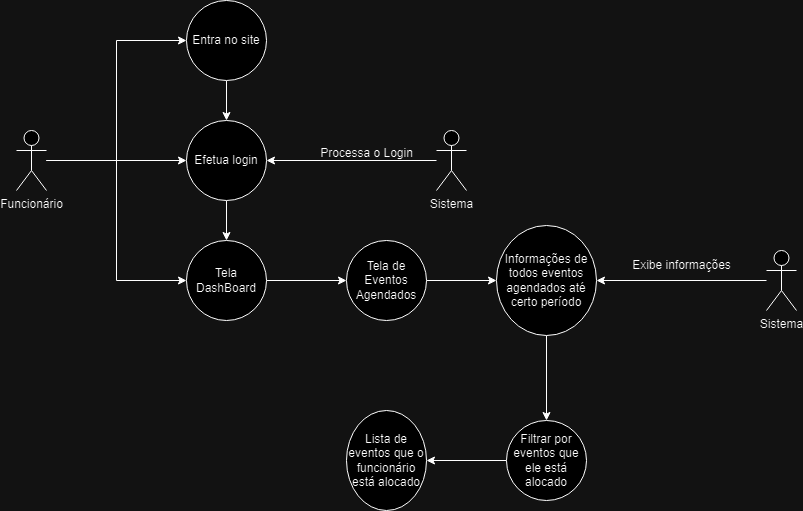 Entra no site
Funcionário
Efetua login
Processa o Login
Sistema
Tela
DashBoard
Tela de
Eventos
Agendados
Informações de
todos eventos
agendados até
certo período
Exibe informações
Sistema
Lista de
eventos que o
funcionário
está alocado
Filtrar por
eventos que
ele está
alocado